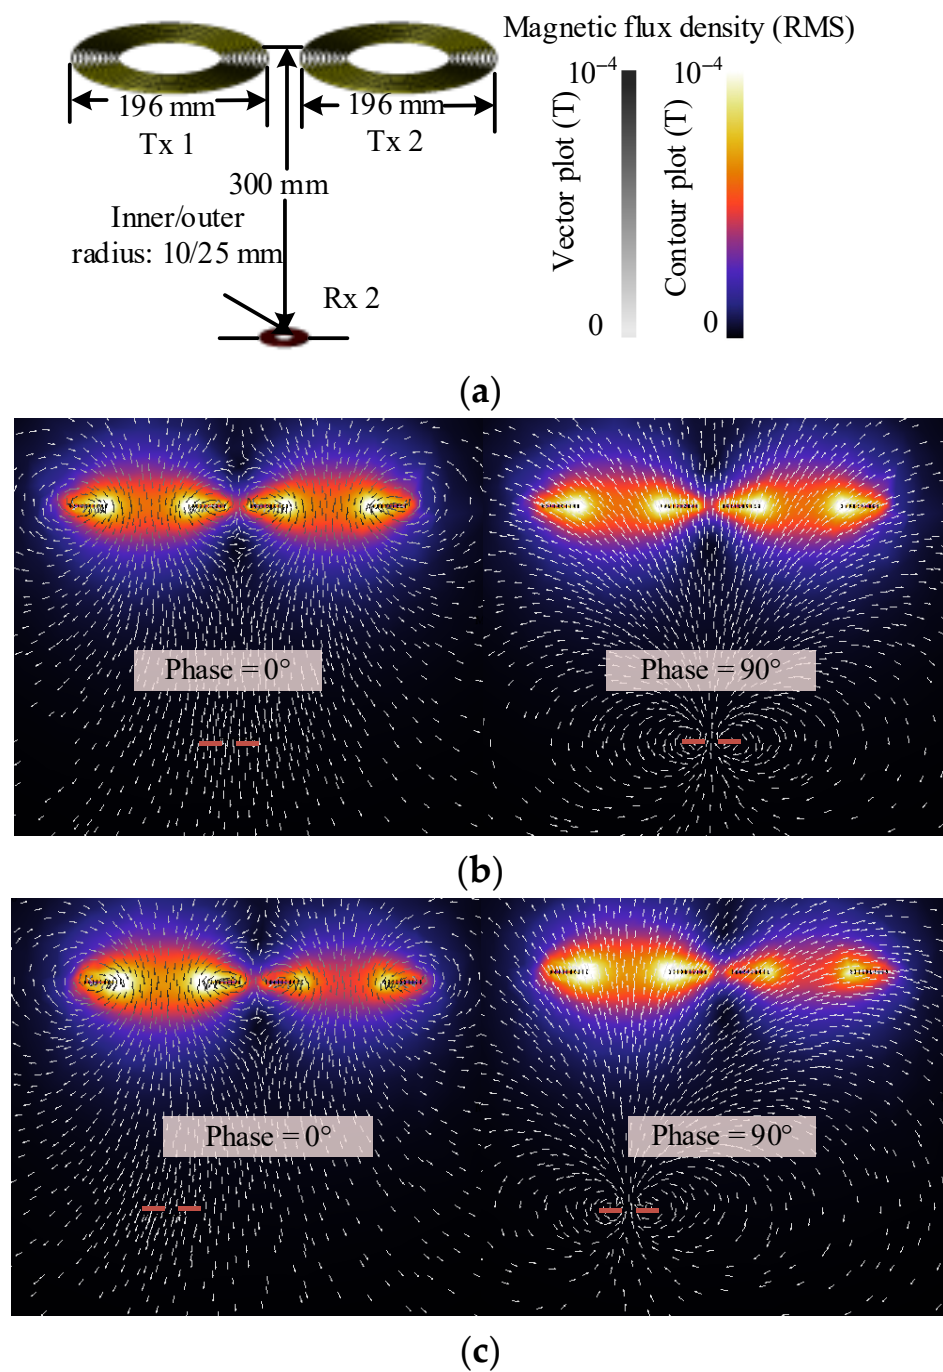 Magnetic flux density (RMS)
10⁻⁴
10⁻⁴
Vector plot (T)
Contour plot (T)
0
0
196 mm
196 mm
Tx 1
Tx 2
300 mm
Inner/outer
radius: 10/25 mm
Rx 2
(a)
Phase = 0°
Phase = 90°
(b)
Phase = 0°
Phase = 90°
(c)